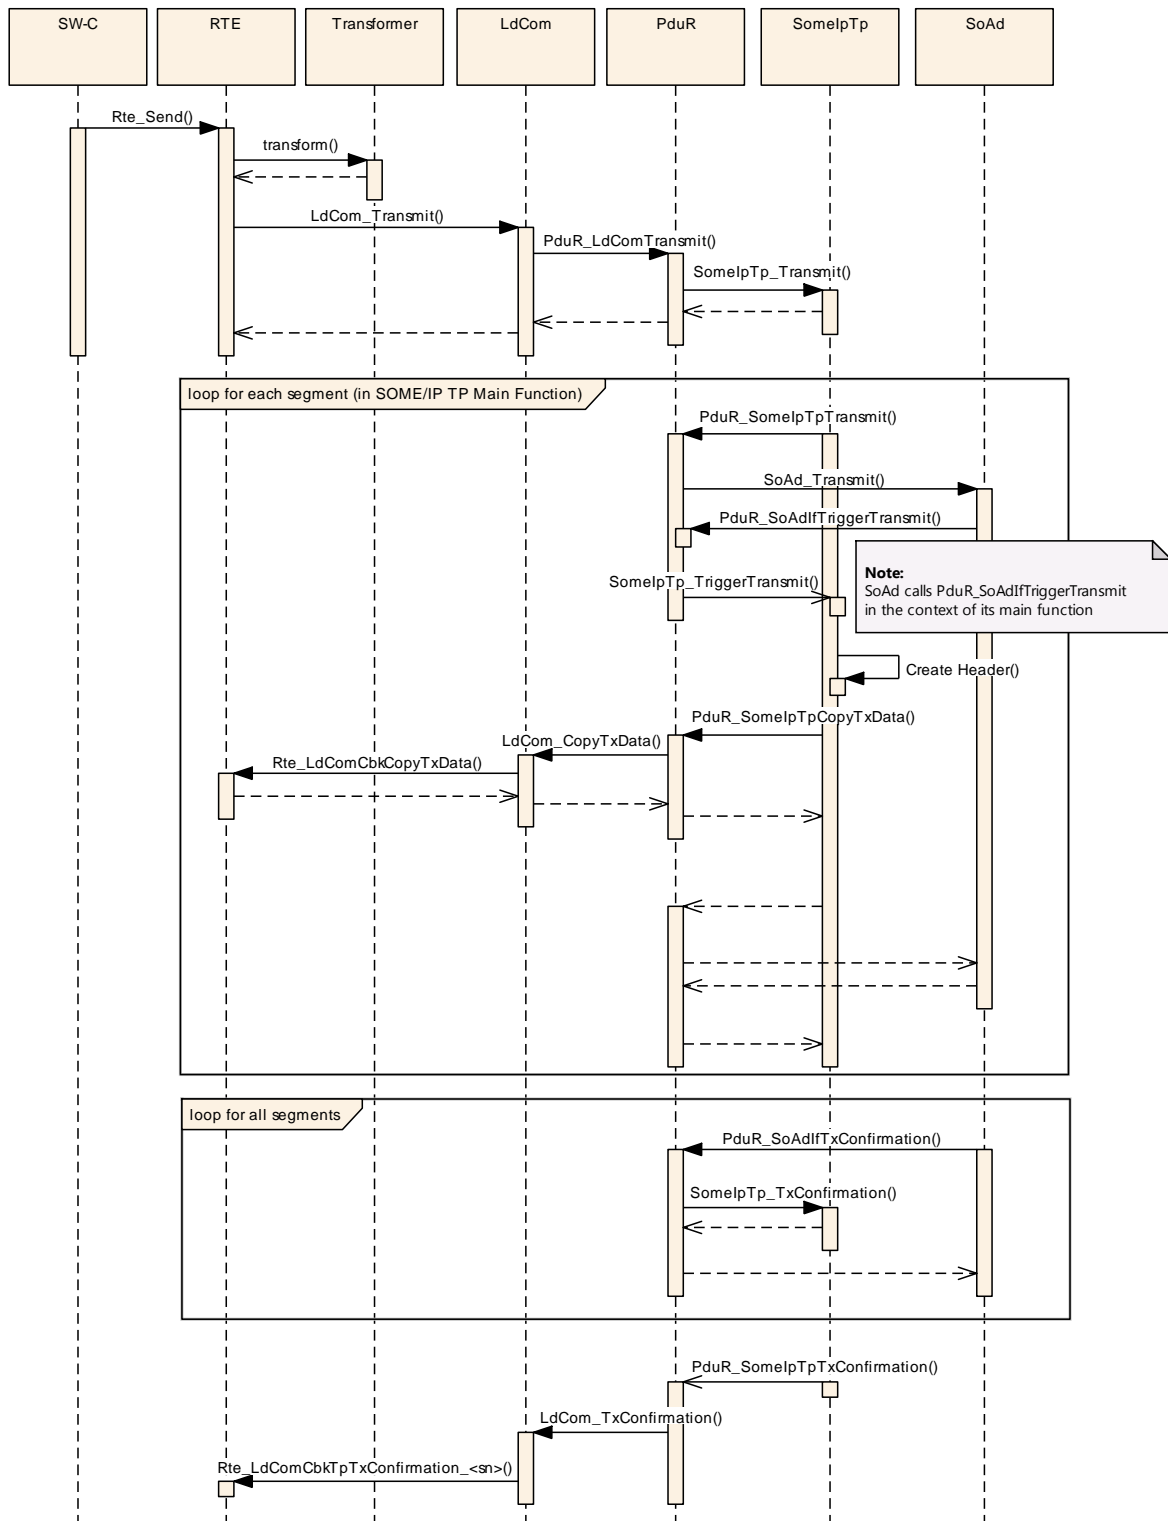 SW-C
RTE
Transformer
LdCom
PduR
SomeIpTp
SoAd
Rte_Send()
transform()
LdCom_Transmit()
PduR_LdComTransmit()
SomeIpTp_Transmit()
loop for each segment (in SOME/IP TP Main Function)
PduR_SomeIpTpTransmit()
SoAd_Transmit()
PduR_SoAdIfTriggerTransmit()
SomeIpTp_TriggerTransmit()
Note:
SoAd calls PduR_SoAdIfTriggerTransmit
in the context of its main function
Create Header()
PduR_SomeIpTpCopyTxData()
LdCom_CopyTxData()
Rte_LdComCbkCopyTxData()
loop for all segments
PduR_SoAdIfTxConfirmation()
SomeIpTp_TxConfirmation()
PduR_SomeIpTpTxConfirmation()
LdCom_TxConfirmation()
Rte_LdComCbkTpTxConfirmation_<sn>()